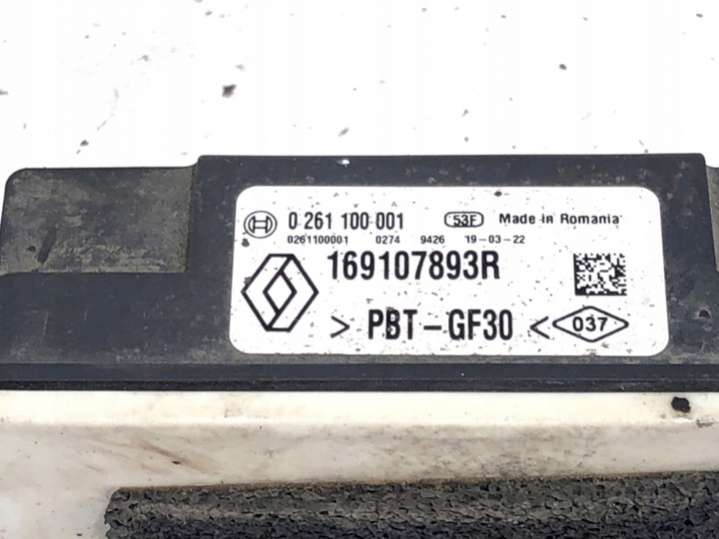 0 261 100 001 53F Made in Romania
0261100001 0274 9426 19-03-22
169107893R
> PBT-GF30 < 037